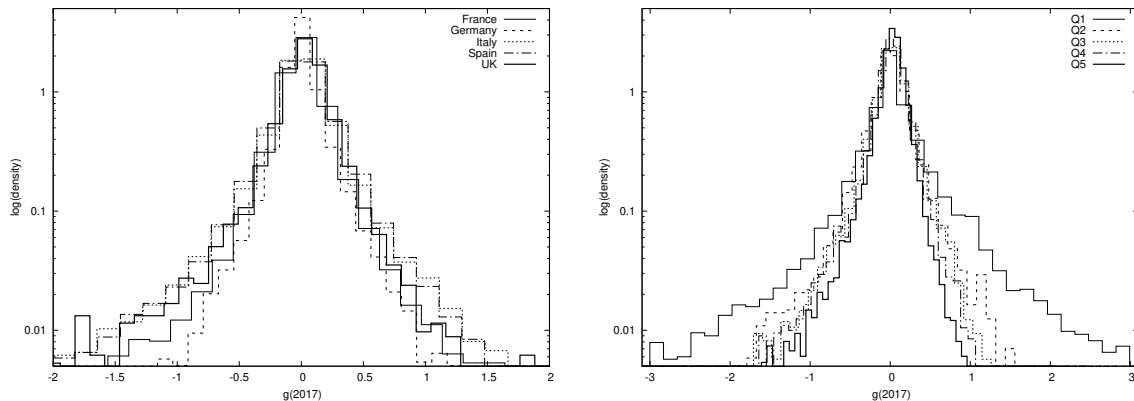 France
Germany
Italy
Spain
UK
log(density)
1
0.1
0.01
-2
-1.5
-1
-0.5
0
0.5
1
1.5
2
g(2017)
Q1
Q2
Q3
Q4
Q5
log(density)
1
0.1
0.01
-3
-2
-1
0
1
2
3
g(2017)